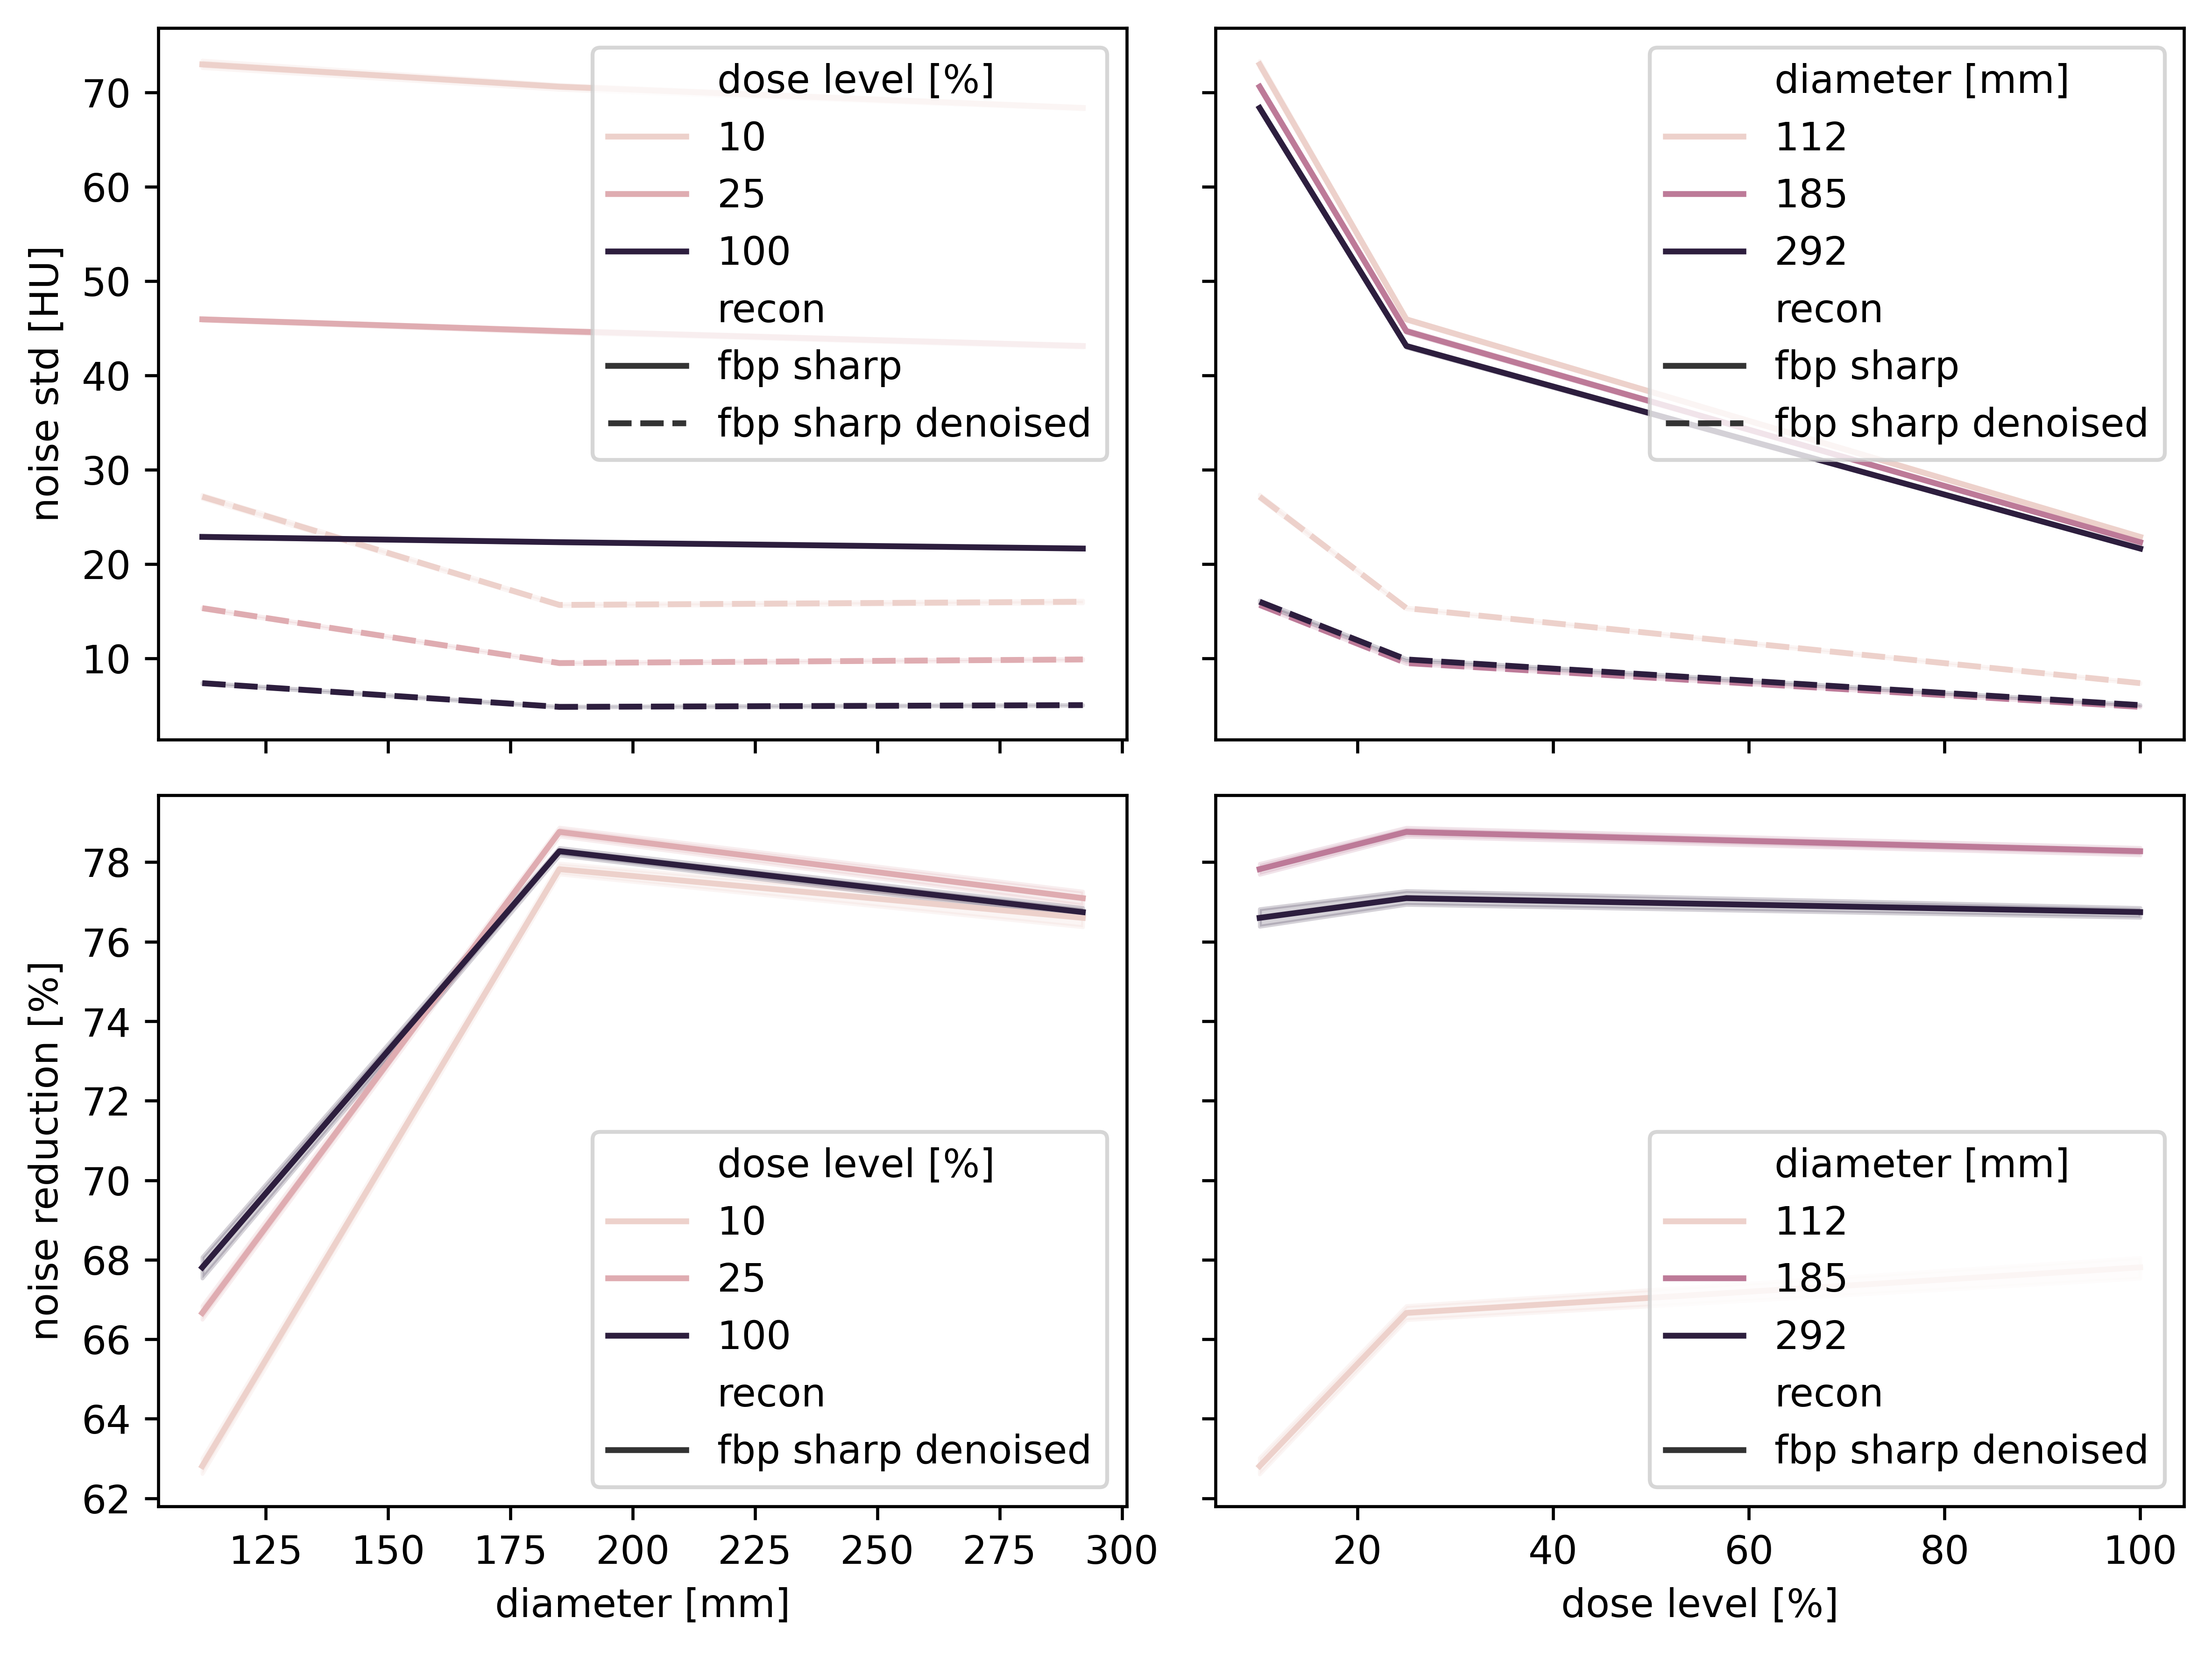 noise std [HU]
70
60
50
40
30
20
10
dose level [%]
10
25
100
recon
fbp sharp
fbp sharp denoised
diameter [mm]
112
185
292
recon
fbp sharp
fbp sharp denoised
noise reduction [%]
78
76
74
72
70
68
66
64
62
dose level [%]
10
25
100
recon
fbp sharp denoised
125 150 175 200 225 250 275 300
diameter [mm]
diameter [mm]
112
185
292
recon
fbp sharp denoised
20 40 60 80 100
dose level [%]